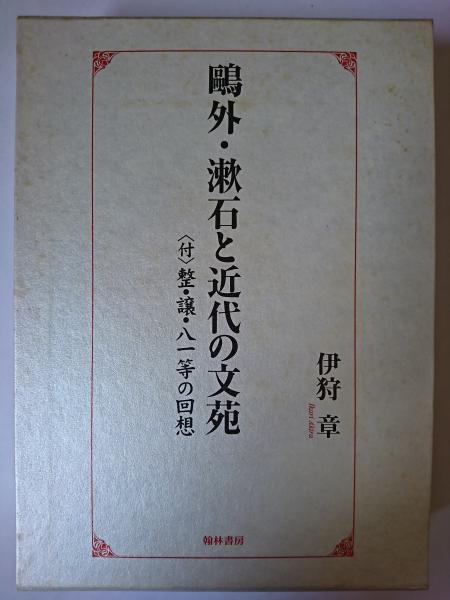 鷗外・漱石と近代の文苑
〈付〉整・譲・八一等の回想
伊狩 章
Ikari Akira
翰林書房